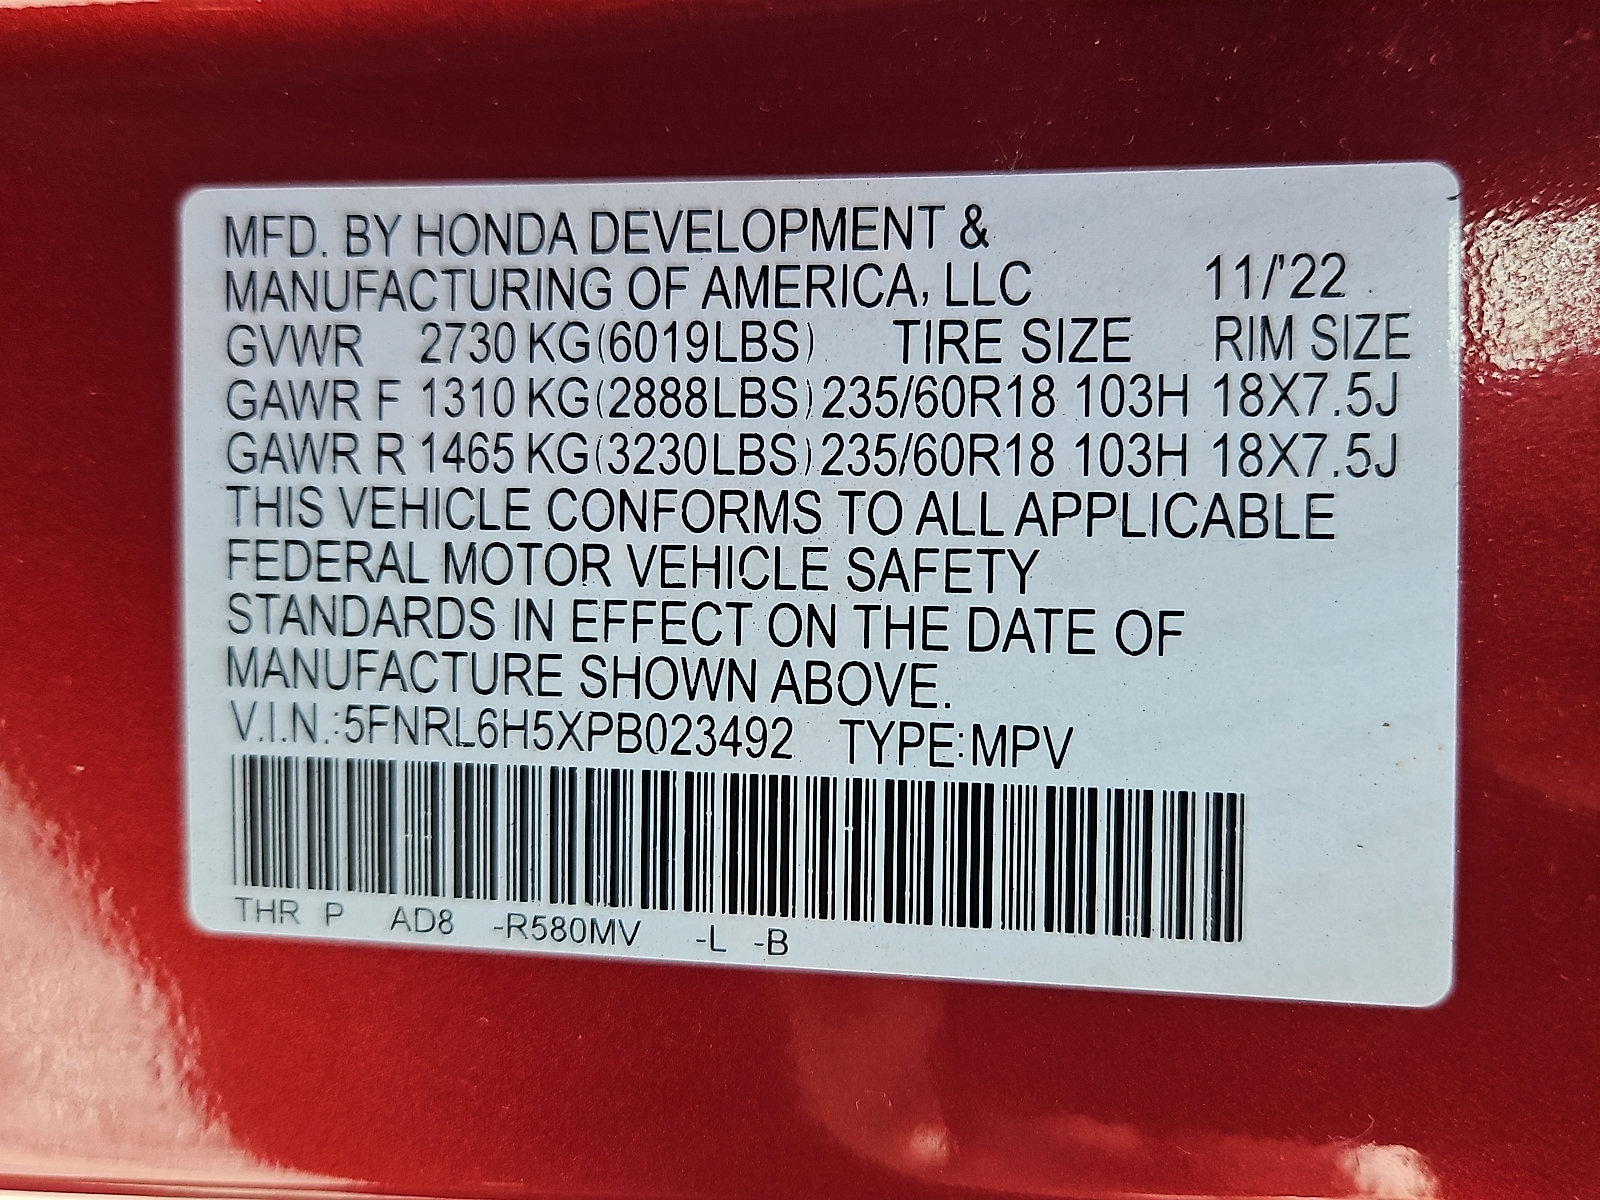 MFD. BY HONDA DEVELOPMENT &
MANUFACTURING OF AMERICA, LLC 11/'22
GVWR 2730 KG(6019LBS) TIRE SIZE RIM SIZE
GAWR F 1310 KG(2888LBS) 235/60R18 103H 18X7.5J
GAWR R 1465 KG(3230LBS) 235/60R18 103H 18X7.5J
THIS VEHICLE CONFORMS TO ALL APPLICABLE
FEDERAL MOTOR VEHICLE SAFETY
STANDARDS IN EFFECT ON THE DATE OF
MANUFACTURE SHOWN ABOVE.
V.I.N.:5FNRL6H5XPB023492 TYPE:MPV
THR P AD8 -R580MV -L -B